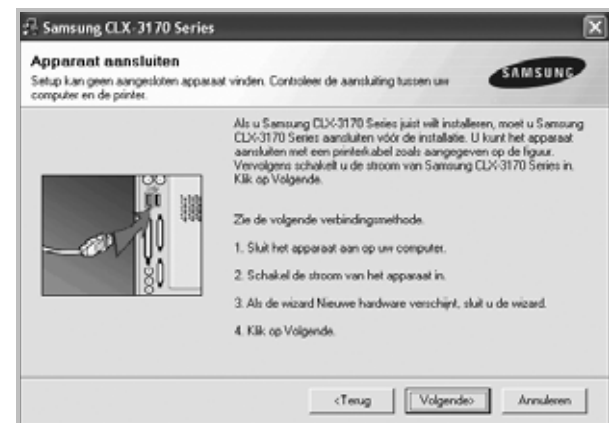 Samsung CLX-3170 Series
Apparaat aansluiten
Setup kan geen aangesloten apparaat vinden. Controleer de aansluiting tussen uw
computer en de printer.
SAMSUNG
Als u Samsung CLX-3170 Series juist wilt installeren, moet u Samsung
CLX-3170 Series aansluiten vóór de installatie. U kunt het apparaat
aansluiten met een printerkabel zoals aangegeven op de figuur.
Vervolgens schakelt u de stroom van Samsung CLX-3170 Series in.
Klik op Volgende.
Zie de volgende verbindingsmethode.
1. Sluit het apparaat aan op uw computer.
2. Schakel de stroom van het apparaat in.
3. Als de wizard Nieuwe hardware verschijnt, sluit u de wizard.
4. Klik op Volgende.
<Terug
Volgende>
Annuleren